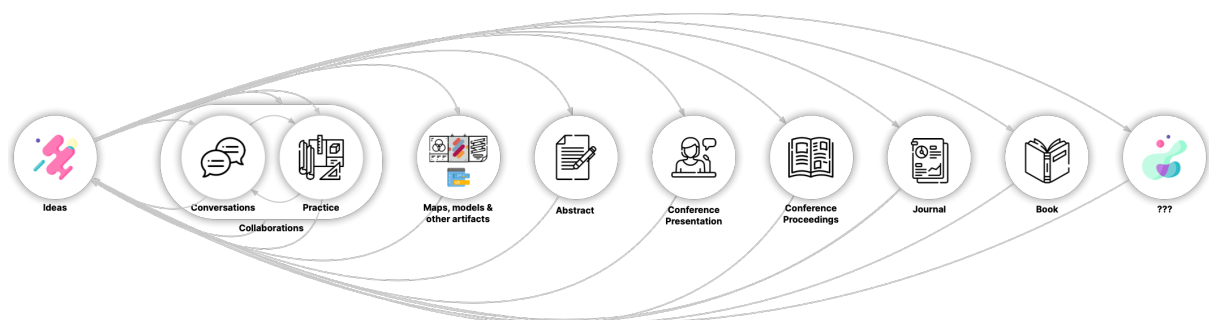 Ideas
Conversations
Practice
Collaborations
Maps, models &
other artifacts
Abstract
Conference
Presentation
Conference
Proceedings
Journal
Book
???